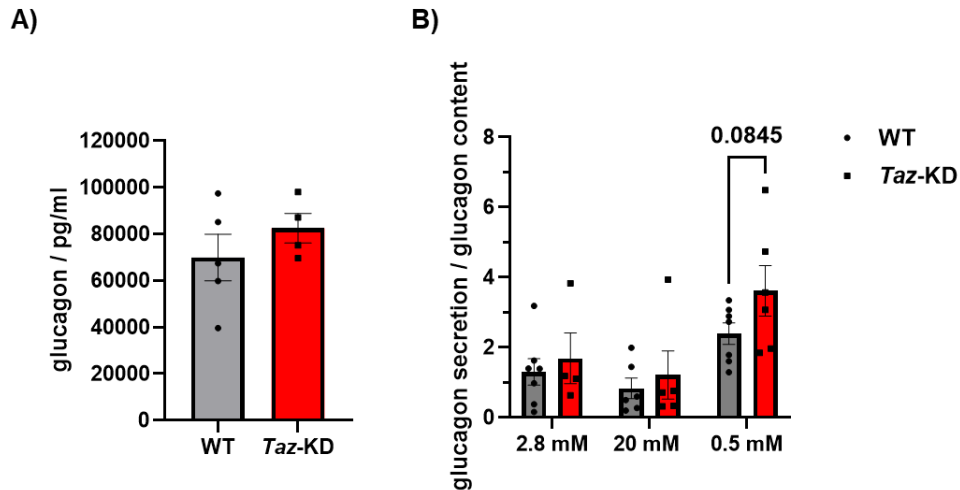 A)
glucagon / pg/ml
120000
100000
80000
60000
40000
20000
0
WT
Taz-KD
B)
glucagon secretion / glucagon content
8
6
4
2
0
0.0845
2.8 mM
20 mM
0.5 mM
WT
Taz-KD